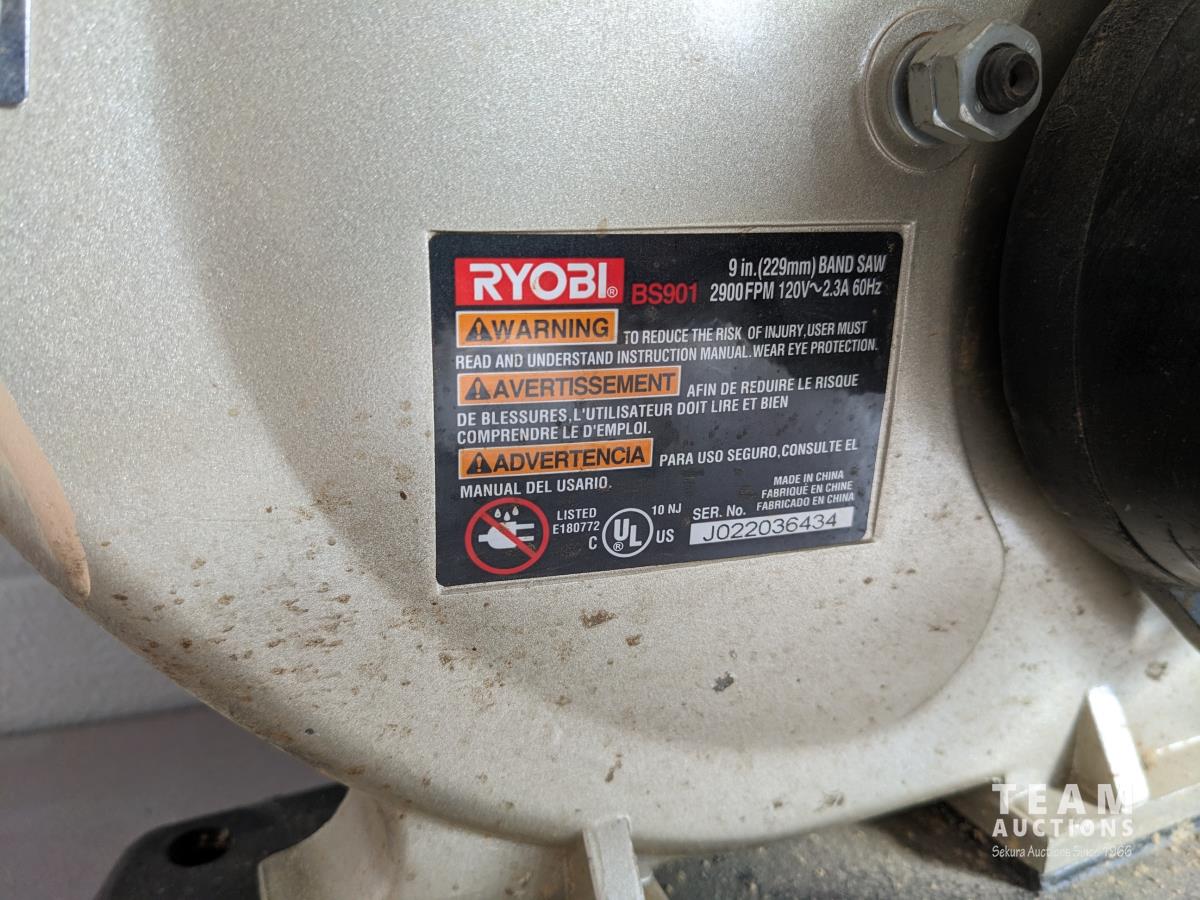 RYOBI® BS901 9 in.(229mm) BAND SAW
2900FPM 120V~2.3A 60Hz
⚠WARNING TO REDUCE THE RISK OF INJURY,USER MUST
READ AND UNDERSTAND INSTRUCTION MANUAL.WEAR EYE PROTECTION.
⚠AVERTISSEMENT AFIN DE REDUIRE LE RISQUE
DE BLESSURES,L'UTILISATEUR DOIT LIRE ET BIEN
COMPRENDRE LE D'EMPLOI.
⚠ADVERTENCIA PARA USO SEGURO,CONSULTE EL
MANUAL DEL USARIO.
MADE IN CHINA
FABRIQUÉ EN CHINE
FABRICADO EN CHINA
LISTED
E180772
C UL® US
10 NJ
SER. No.
J022036434
TEAM
AUCTIONS
Sekura Auctions Since 1966